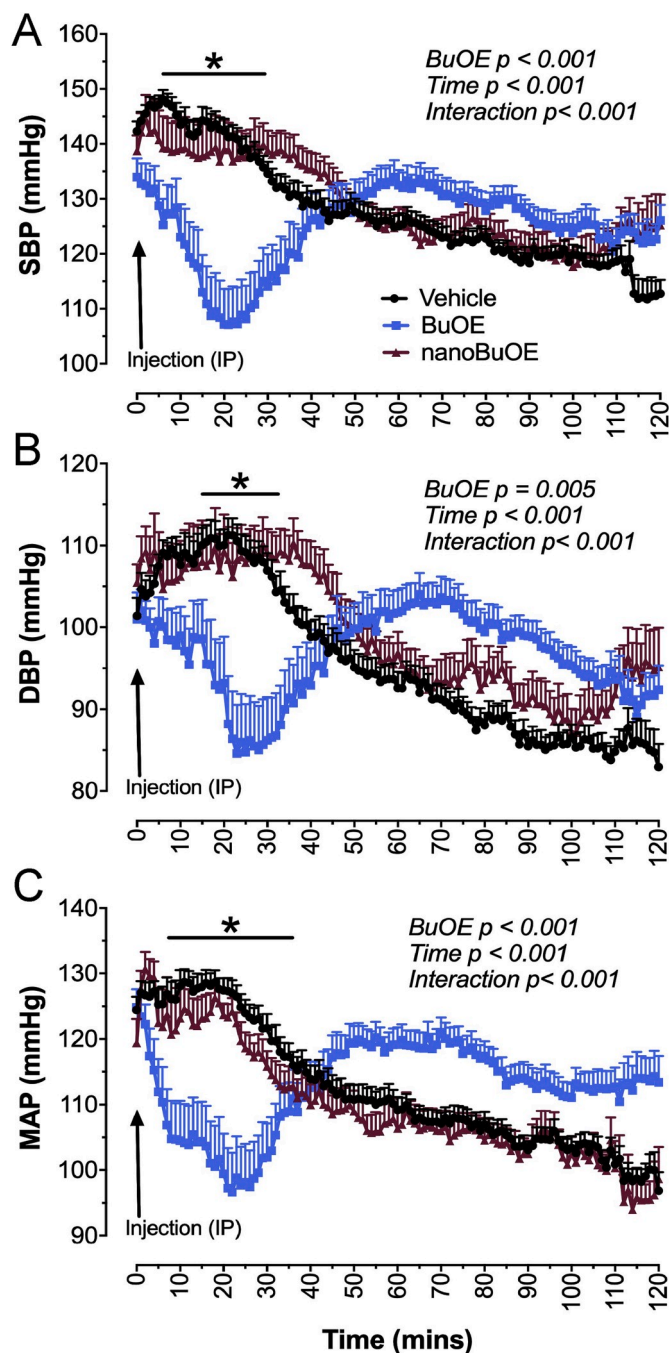 A
*
BuOE p < 0.001
Time p < 0.001
Interaction p< 0.001
160
150
140
130
120
110
100
SBP (mmHg)
Vehicle
BuOE
nanoBuOE
Injection (IP)
0 10 20 30 40 50 60 70 80 90 100 110 120
B
*
BuOE p = 0.005
Time p < 0.001
Interaction p< 0.001
120
110
100
90
80
DBP (mmHg)
Injection (IP)
0 10 20 30 40 50 60 70 80 90 100 110 120
C
*
BuOE p < 0.001
Time p < 0.001
Interaction p< 0.001
140
130
120
110
100
90
MAP (mmHg)
Injection (IP)
0 10 20 30 40 50 60 70 80 90 100 110 120
Time (mins)